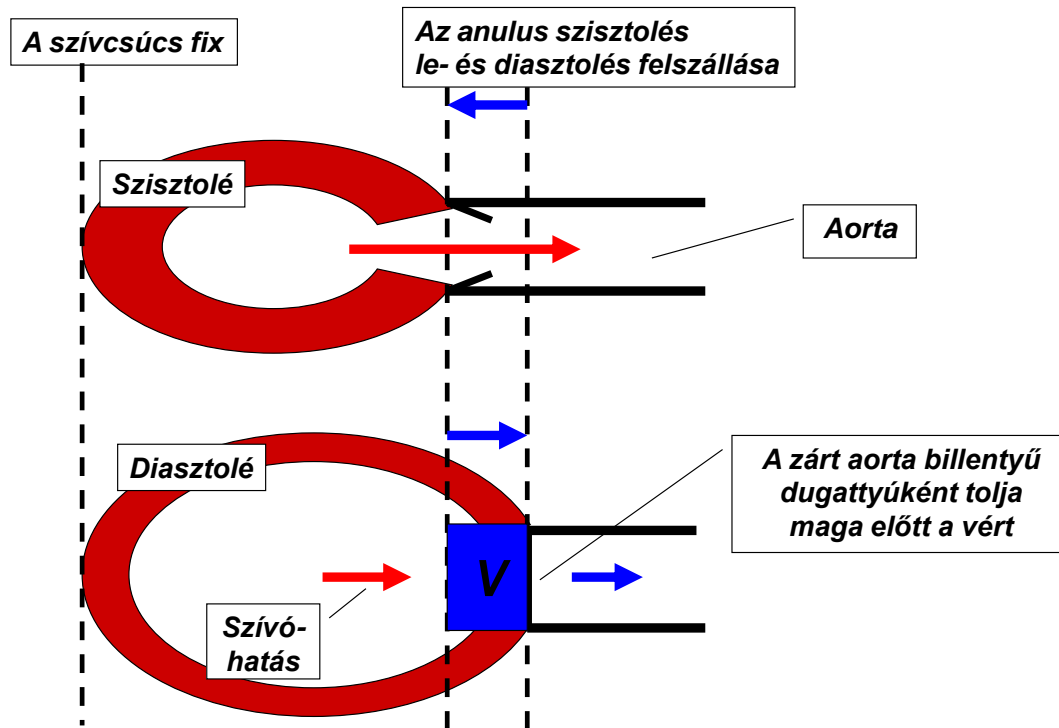 A szívcsúcs fix
Az anulus szisztolés
le- és diasztolés felszállása
Szisztolé
Aorta
Diasztolé
A zárt aorta billentyű
dugattyúként tolja
maga előtt a vért
V
Szívó-
hatás